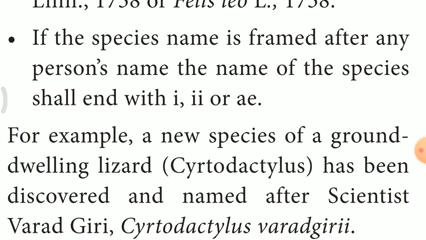 Linn., 1758 or Felis leo L., 1758.
• If the species name is framed after any
person's name the name of the species
shall end with i, ii or ae.
For example, a new species of a ground-
dwelling lizard (Cyrtodactylus) has been
discovered and named after Scientist
Varad Giri, Cyrtodactylus varadgirii.